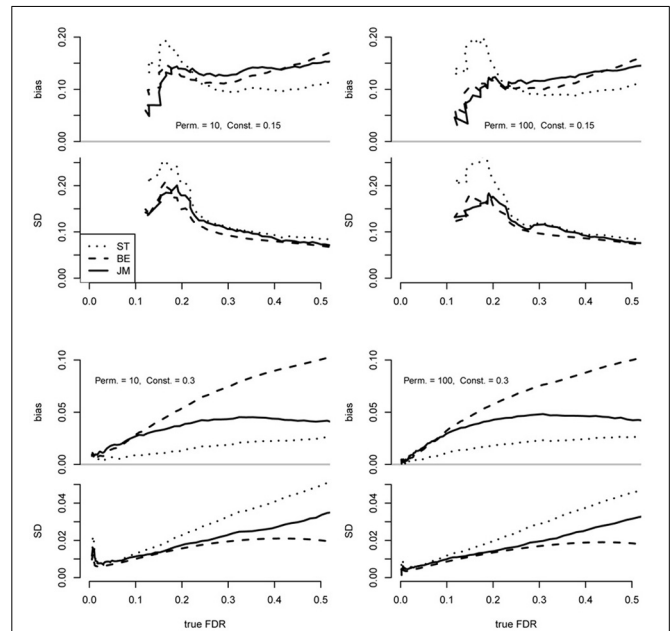 bias
0.00 0.10 0.20
Perm. = 10, Const. = 0.15
bias
0.00 0.10 0.20
Perm. = 100, Const. = 0.15
SD
0.00 0.10 0.20
ST
BE
JM
0.0 0.1 0.2 0.3 0.4 0.5
SD
0.00 0.10 0.20
0.0 0.1 0.2 0.3 0.4 0.5
bias
0.00 0.05 0.10
Perm. = 10, Const. = 0.3
bias
0.00 0.05 0.10
Perm. = 100, Const. = 0.3
SD
0.00 0.02 0.04
0.0 0.1 0.2 0.3 0.4 0.5
true FDR
SD
0.00 0.02 0.04
0.0 0.1 0.2 0.3 0.4 0.5
true FDR